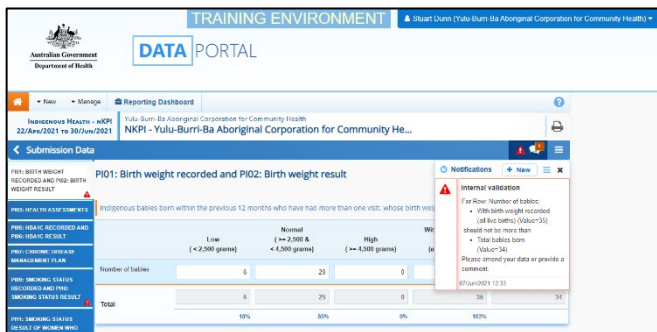 TRAINING ENVIRONMENT
Stuart Dunn (Yulu-Burri-Ba Aboriginal Corporation for Community Health)
Australian Government
Department of Health
DATA PORTAL
New
Manage
Reporting Dashboard
INDIGENOUS HEALTH - NKPI
22/APR/2021 TO 30/JUN/2021
Yulu-Burri-Ba Aboriginal Corporation for Community Health
NKPI - Yulu-Burri-Ba Aboriginal Corporation for Community He...
Submission Data
PI01: BIRTH WEIGHT
RECORDED AND PI02: BIRTH
WEIGHT RESULT
PI03: HEALTH ASSESSMENTS
PI05: HBA1C RECORDED AND
PI06: HBA1C RESULT
PI07: CHRONIC DISEASE
MANAGEMENT PLAN
PI09: SMOKING STATUS
RECORDED AND PI10:
SMOKING STATUS RESULT
PI11: SMOKING STATUS
RESULT OF WOMEN WHO
PI01: Birth weight recorded and PI02: Birth weight result
Indigenous babies born within the previous 12 months who have had more than one visit, whose birth
Low
(< 2,500 grams)
Normal
( >= 2,500 &
< 4,500 grams)
High
( >= 4,500 grams)
Number of babies
6
29
0
Total
6
29
0
35
34
18%
85%
0%
103%
Notifications
+ New
Internal validation
For Row: Number of babies:
• With birth weight recorded
(all live births) (Value=35)
should not be more than
• Total babies born
(Value=34)
Please amend your data or provide a
comment.
07/Jun/2021 12:33